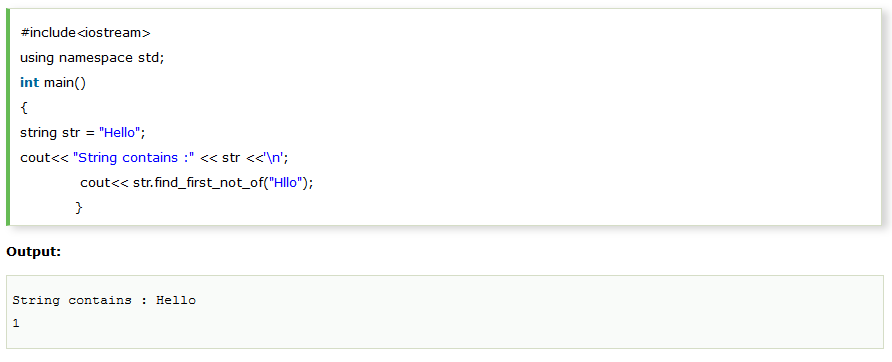 #include<iostream>
using namespace std;
int main()
{
string str = "Hello";
cout<< "String contains :" << str <<'\n';
cout<< str.find_first_not_of("Hllo");
}
Output:
String contains : Hello
1